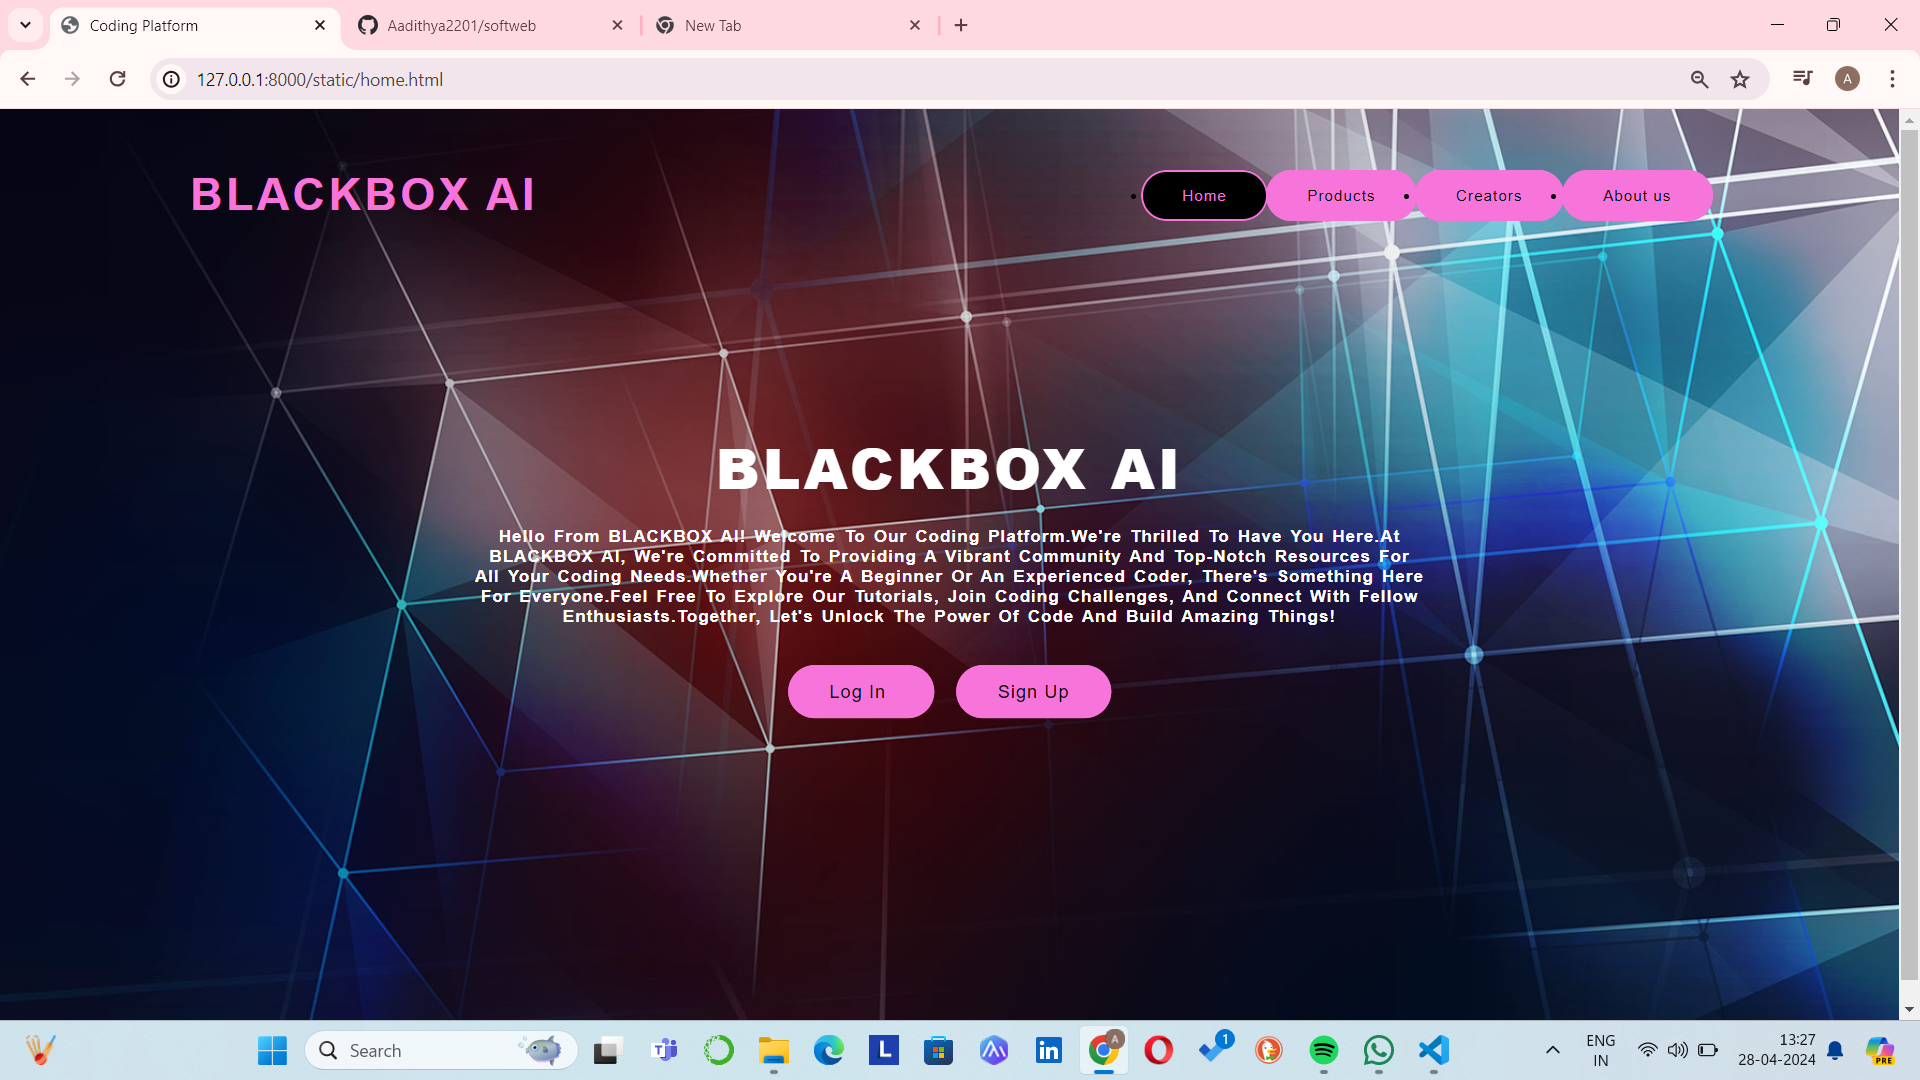 Coding Platform
Aadithya2201/softweb
New Tab
127.0.0.1:8000/static/home.html
A
BLACKBOX AI
Home
Products
Creators
About us
BLACKBOX AI
Hello From BLACKBOX AI! Welcome To Our Coding Platform.We're Thrilled To Have You Here.At
BLACKBOX AI, We're Committed To Providing A Vibrant Community And Top-Notch Resources For
All Your Coding Needs.Whether You're A Beginner Or An Experienced Coder, There's Something Here
For Everyone.Feel Free To Explore Our Tutorials, Join Coding Challenges, And Connect With Fellow
Enthusiasts.Together, Let's Unlock The Power Of Code And Build Amazing Things!
Log In
Sign Up
Search
L
in
A
1
ENG
IN
13:27
28-04-2024
PRE